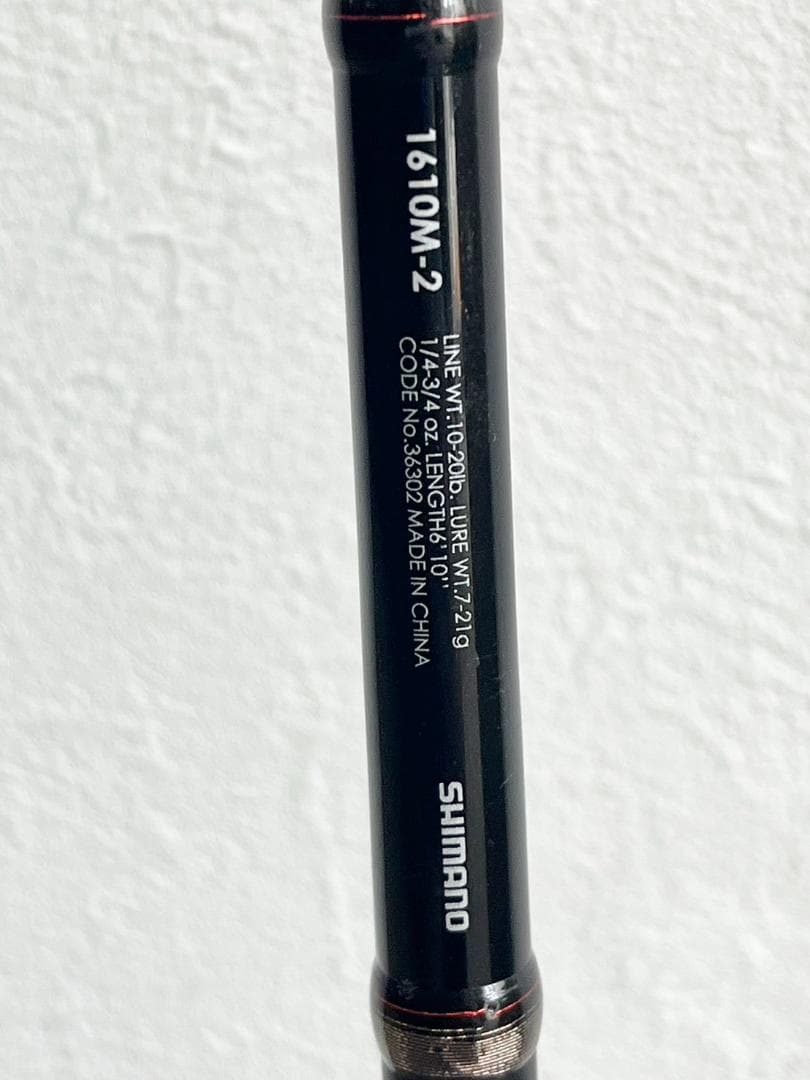 1610M-2
LINE WT.10-20lb. LURE WT.7-21g
1/4-3/4 oz. LENGTH6'10"
CODE No.36302 MADE IN CHINA
SHIMANO